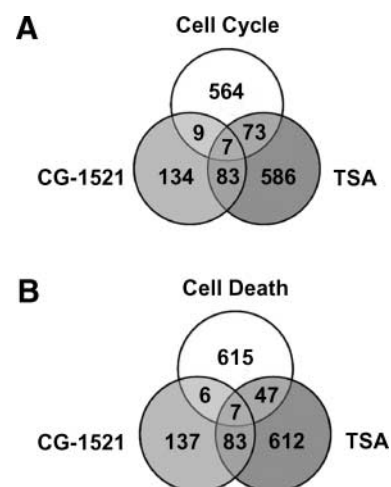 A
Cell Cycle
564
9 7 73
CG-1521 134 83 586 TSA
B
Cell Death
615
6 7 47
CG-1521 137 83 612 TSA